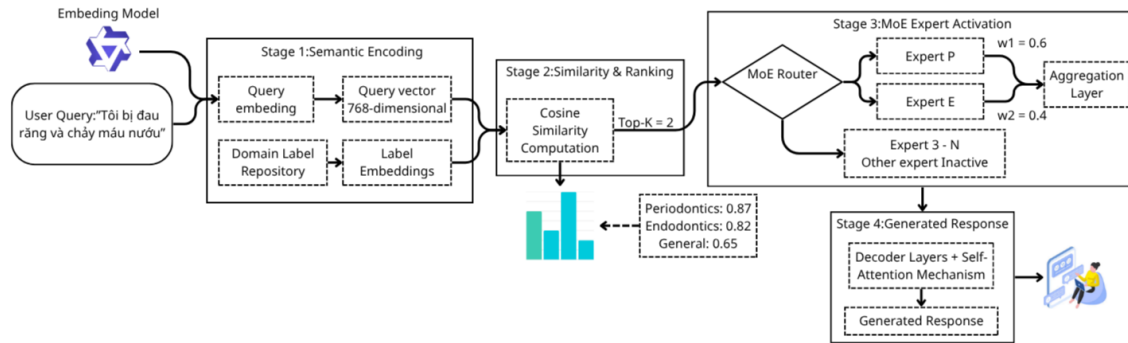 Embeding Model
User Query:"Tôi bị đau
răng và chảy máu nướu"
Stage 1:Semantic Encoding
Query
embeding
Query vector
768-dimensional
Domain Label
Repository
Label
Embeddings
Stage 2:Similarity & Ranking
Cosine
Similarity
Computation
Top-K = 2
Periodontics: 0.87
Endodontics: 0.82
General: 0.65
Stage 3:MoE Expert Activation
MoE Router
Expert P
Expert E
w1 = 0.6
w2 = 0.4
Aggregation
Layer
Expert 3 - N
Other expert Inactive
Stage 4:Generated Response
Decoder Layers + Self-
Attention Mechanism
Generated Response